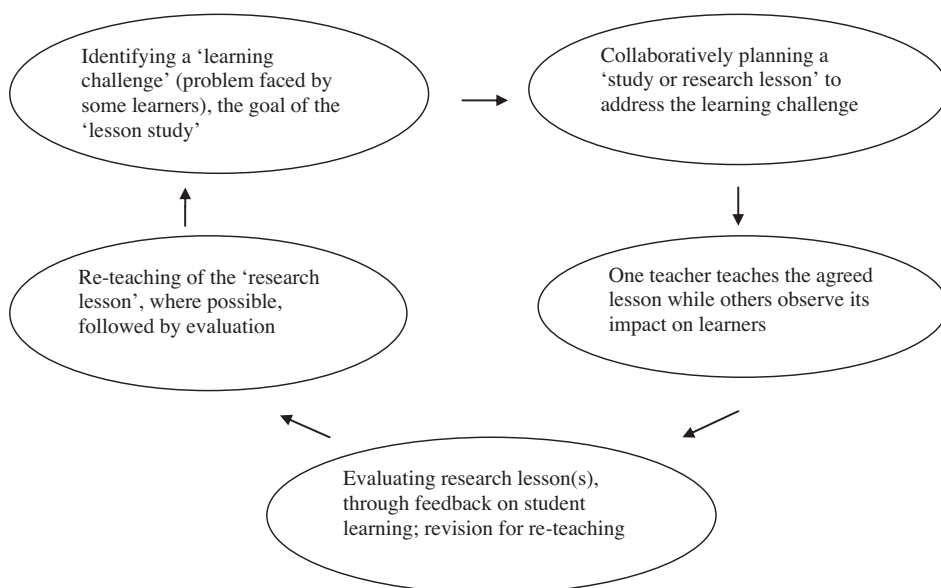 Identifying a ‘learning
challenge’ (problem faced by
some learners), the goal of the
‘lesson study’
Collaboratively planning a
‘study or research lesson’ to
address the learning challenge
One teacher teaches the agreed
lesson while others observe its
impact on learners
Evaluating research lesson(s),
through feedback on student
learning; revision for re-teaching
Re-teaching of the ‘research
lesson’, where possible,
followed by evaluation